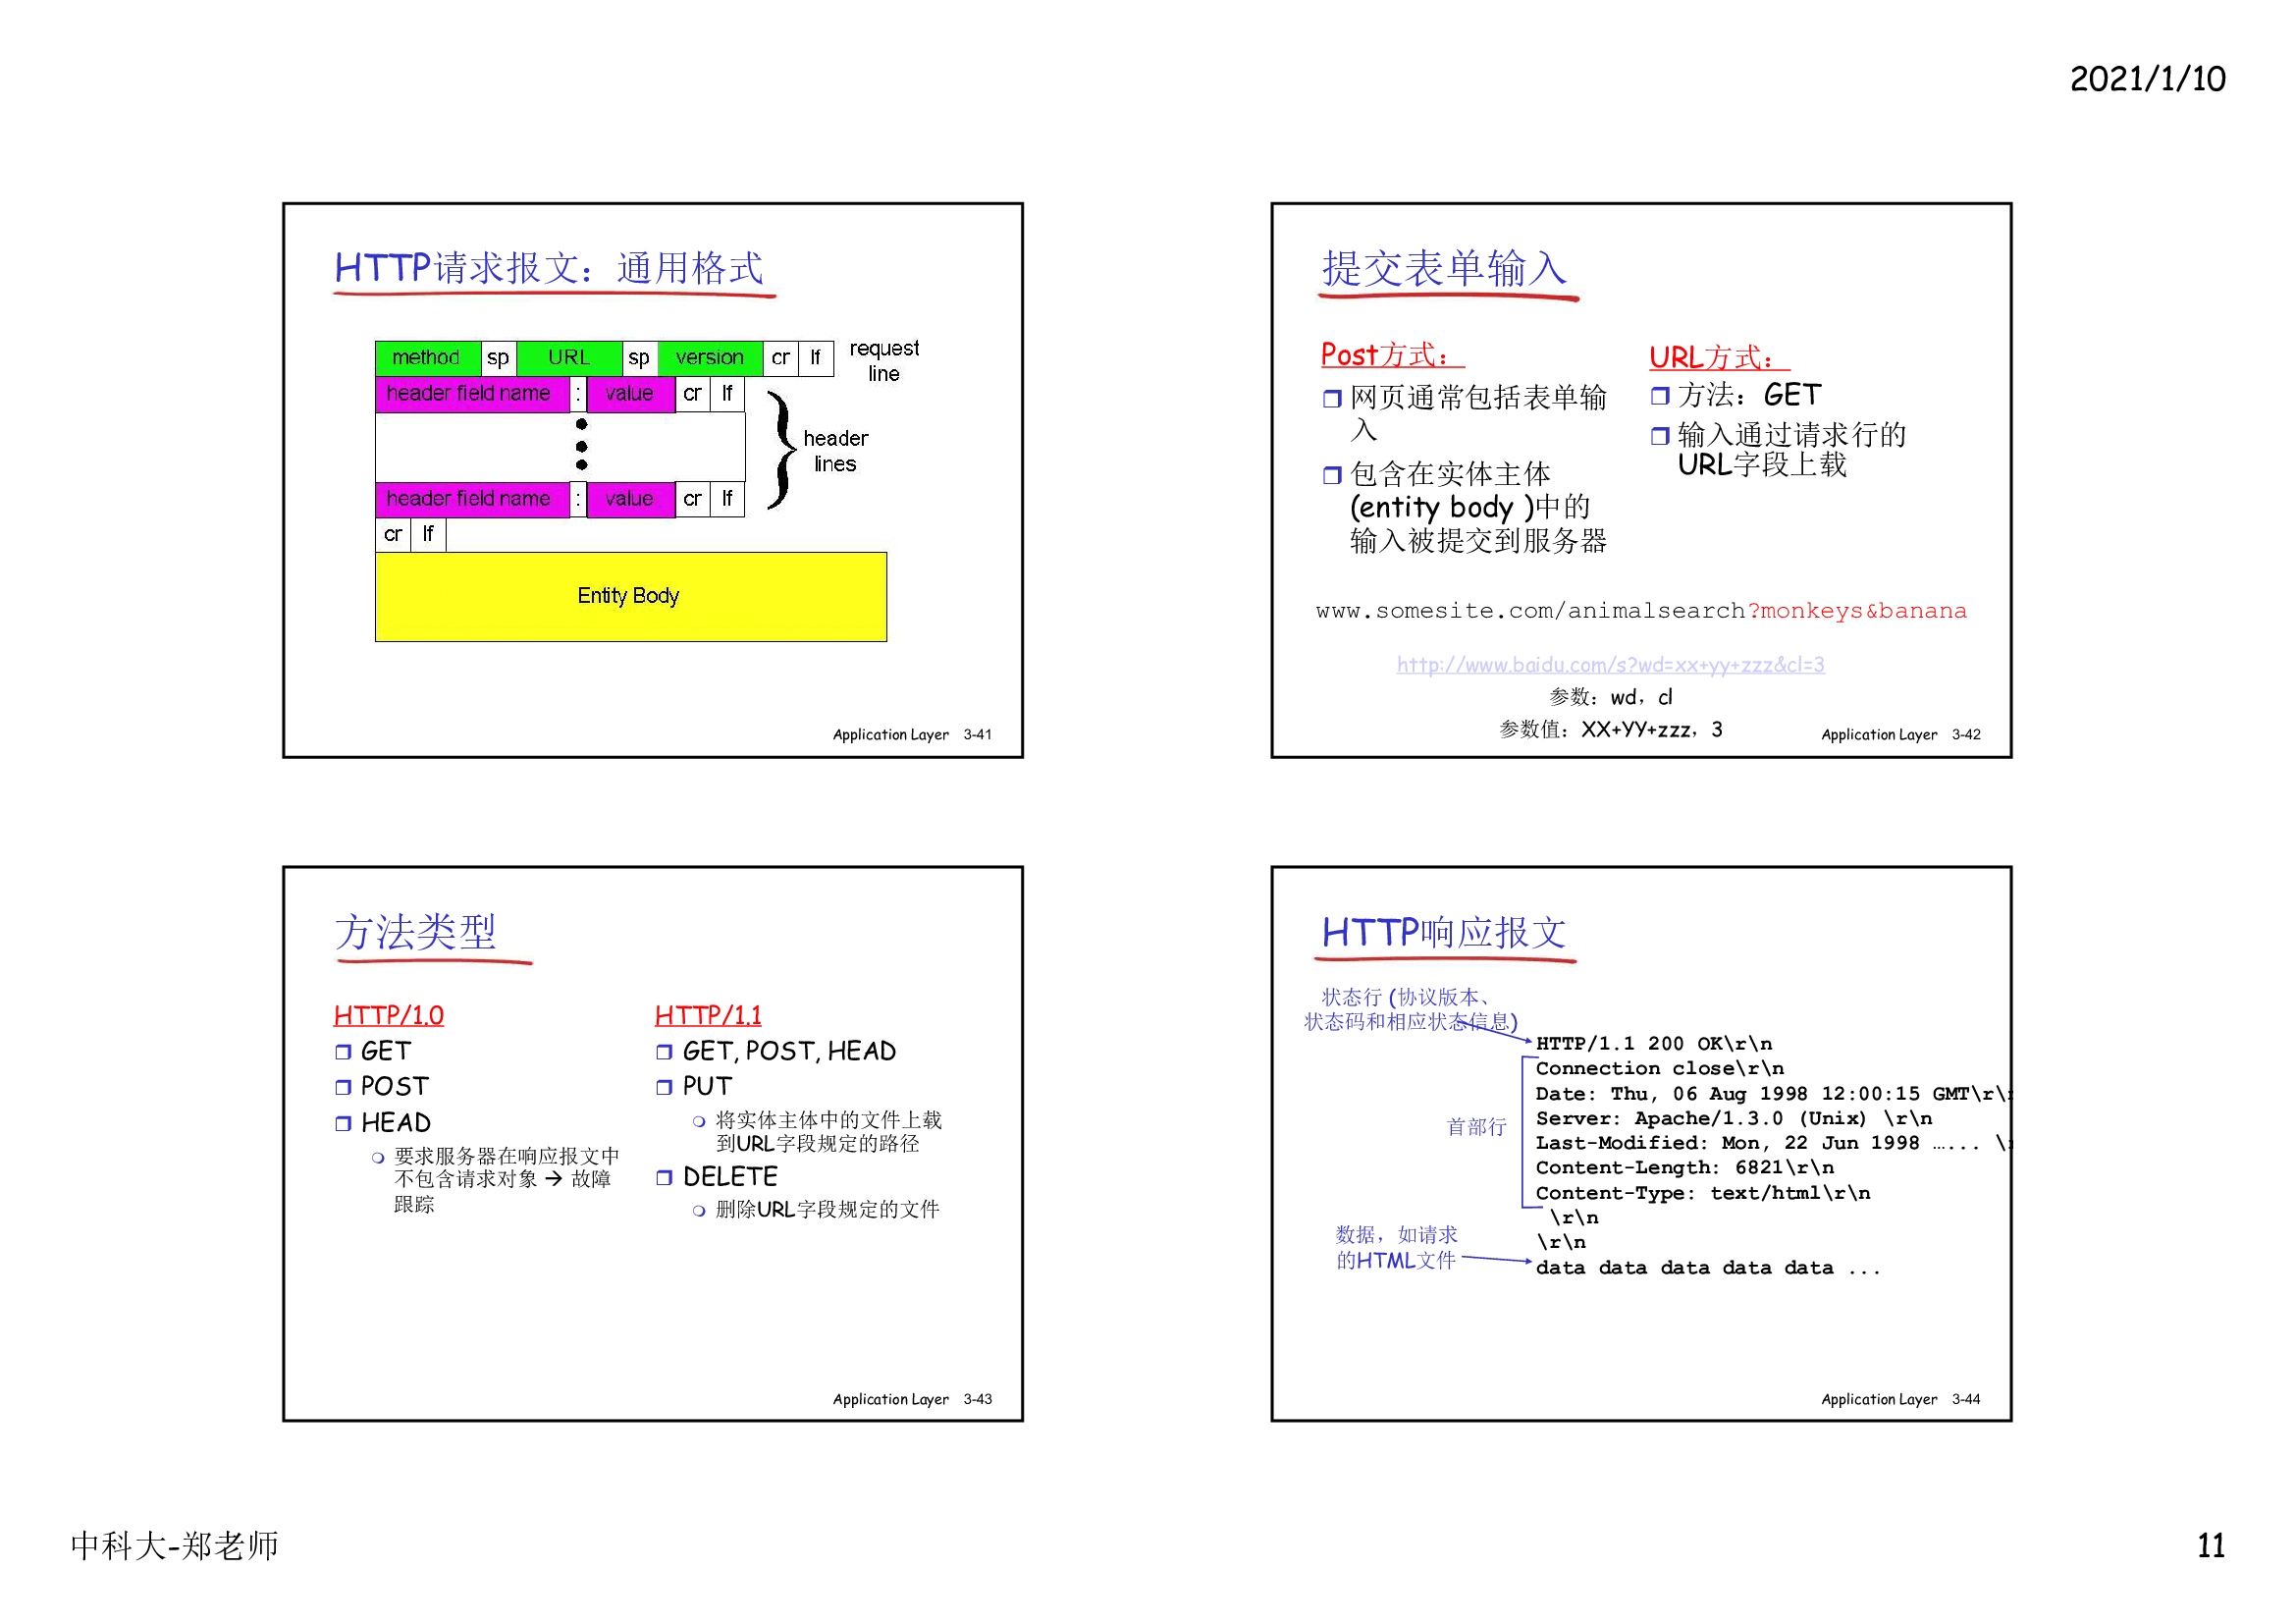 2021/1/10
HTTP请求报文：通用格式
method sp URL sp version cr lf
request
line
header field name : value cr lf
header
lines
header field name : value cr lf
cr lf
Entity Body
Application Layer 3-41
提交表单输入
Post方式：
网页通常包括表单输
入
包含在实体主体
(entity body )中的
输入被提交到服务器
URL方式：
方法：GET
输入通过请求行的
URL字段上载
www.somesite.com/animalsearch?monkeys&banana
http://www.baidu.com/s?wd=xx+yy+zzz&cl=3
参数：wd，cl
参数值：XX+YY+zzz，3
Application Layer 3-42
方法类型
HTTP/1.0
GET
POST
HEAD
要求服务器在响应报文中
不包含请求对象 → 故障
跟踪
HTTP/1.1
GET, POST, HEAD
PUT
将实体主体中的文件上载
到URL字段规定的路径
DELETE
删除URL字段规定的文件
Application Layer 3-43
HTTP响应报文
状态行 (协议版本、
状态码和相应状态信息)
HTTP/1.1 200 OK\r\n
Connection close\r\n
Date: Thu, 06 Aug 1998 12:00:15 GMT\r\
Server: Apache/1.3.0 (Unix) \r\n
首部行
Last-Modified: Mon, 22 Jun 1998 …... \
Content-Length: 6821\r\n
Content-Type: text/html\r\n
\r\n
\r\n
数据，如请求
的HTML文件
data data data data data ...
Application Layer 3-44
中科大-郑老师
11